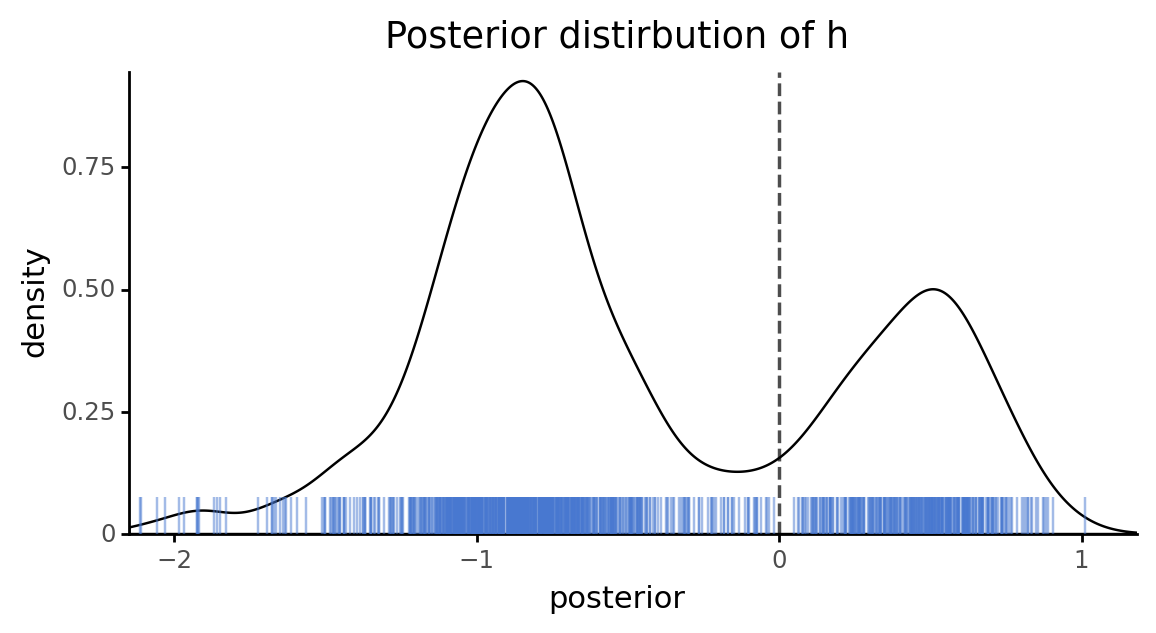 Posterior distirbution of h
density
0.75
0.50
0.25
0
−2
−1
0
1
posterior